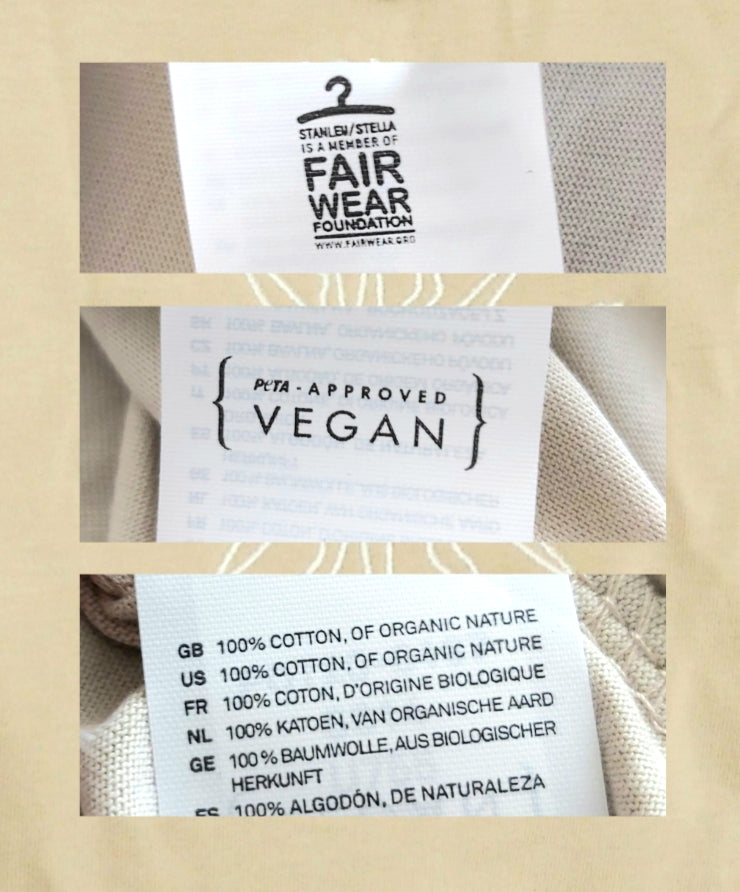 STANLEY/STELLA
IS A MEMBER OF
FAIR
WEAR
FOUNDATION
WWW.FAIRWEAR.ORG
PETA - APPROVED
VEGAN
GB 100% COTTON, OF ORGANIC NATURE
US 100% COTTON, OF ORGANIC NATURE
FR 100% COTON, D'ORIGINE BIOLOGIQUE
NL 100% KATOEN, VAN ORGANISCHE AARD
GE 100% BAUMWOLLE, AUS BIOLOGISCHER
HERKUNFT
ES 100% ALGODÓN, DE NATURALEZA